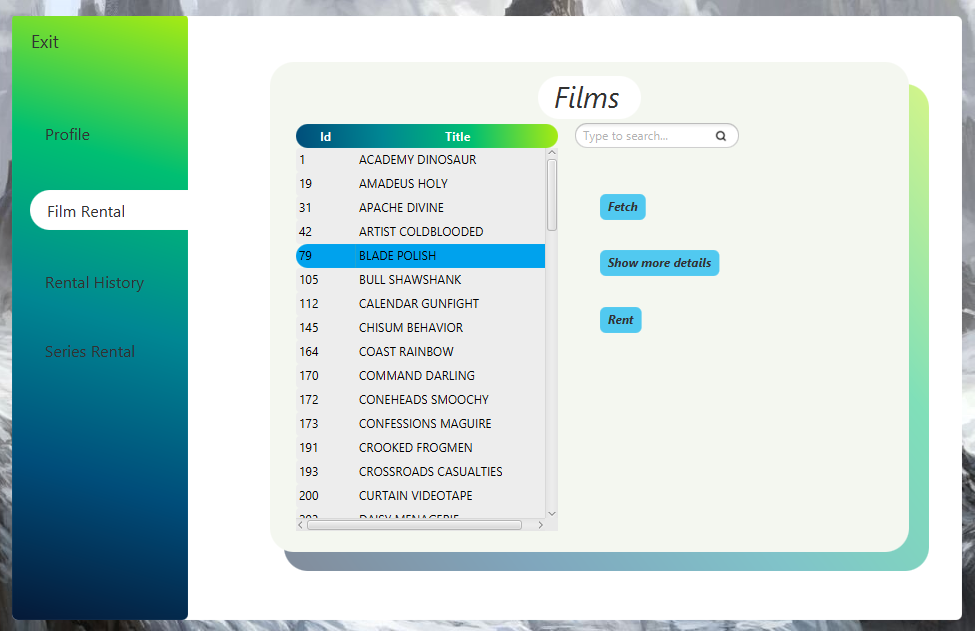 Exit
Profile
Film Rental
Rental History
Series Rental
Films
Id Title
1 ACADEMY DINOSAUR
19 AMADEUS HOLY
31 APACHE DIVINE
42 ARTIST COLDBLOODED
79 BLADE POLISH
105 BULL SHAWSHANK
112 CALENDAR GUNFIGHT
145 CHISUM BEHAVIOR
164 COAST RAINBOW
170 COMMAND DARLING
172 CONEHEADS SMOOCHY
173 CONFESSIONS MAGUIRE
191 CROOKED FROGMEN
193 CROSSROADS CASUALTIES
200 CURTAIN VIDEOTAPE
Type to search...
Fetch
Show more details
Rent